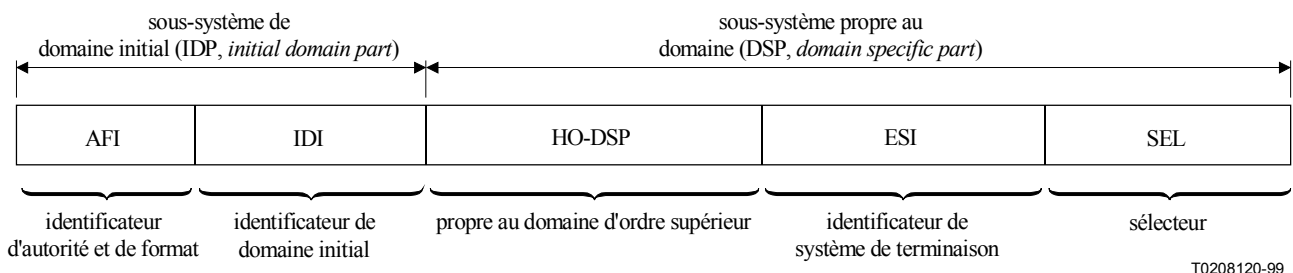 sous-système de
domaine initial (IDP, initial domain part)
sous-système propre au
domaine (DSP, domain specific part)
AFI
IDI
HO-DSP
ESI
SEL
identificateur
d'autorité et de format
identificateur de
domaine initial
propre au domaine d'ordre supérieur
identificateur de
système de terminaison
sélecteur
T0208120-99